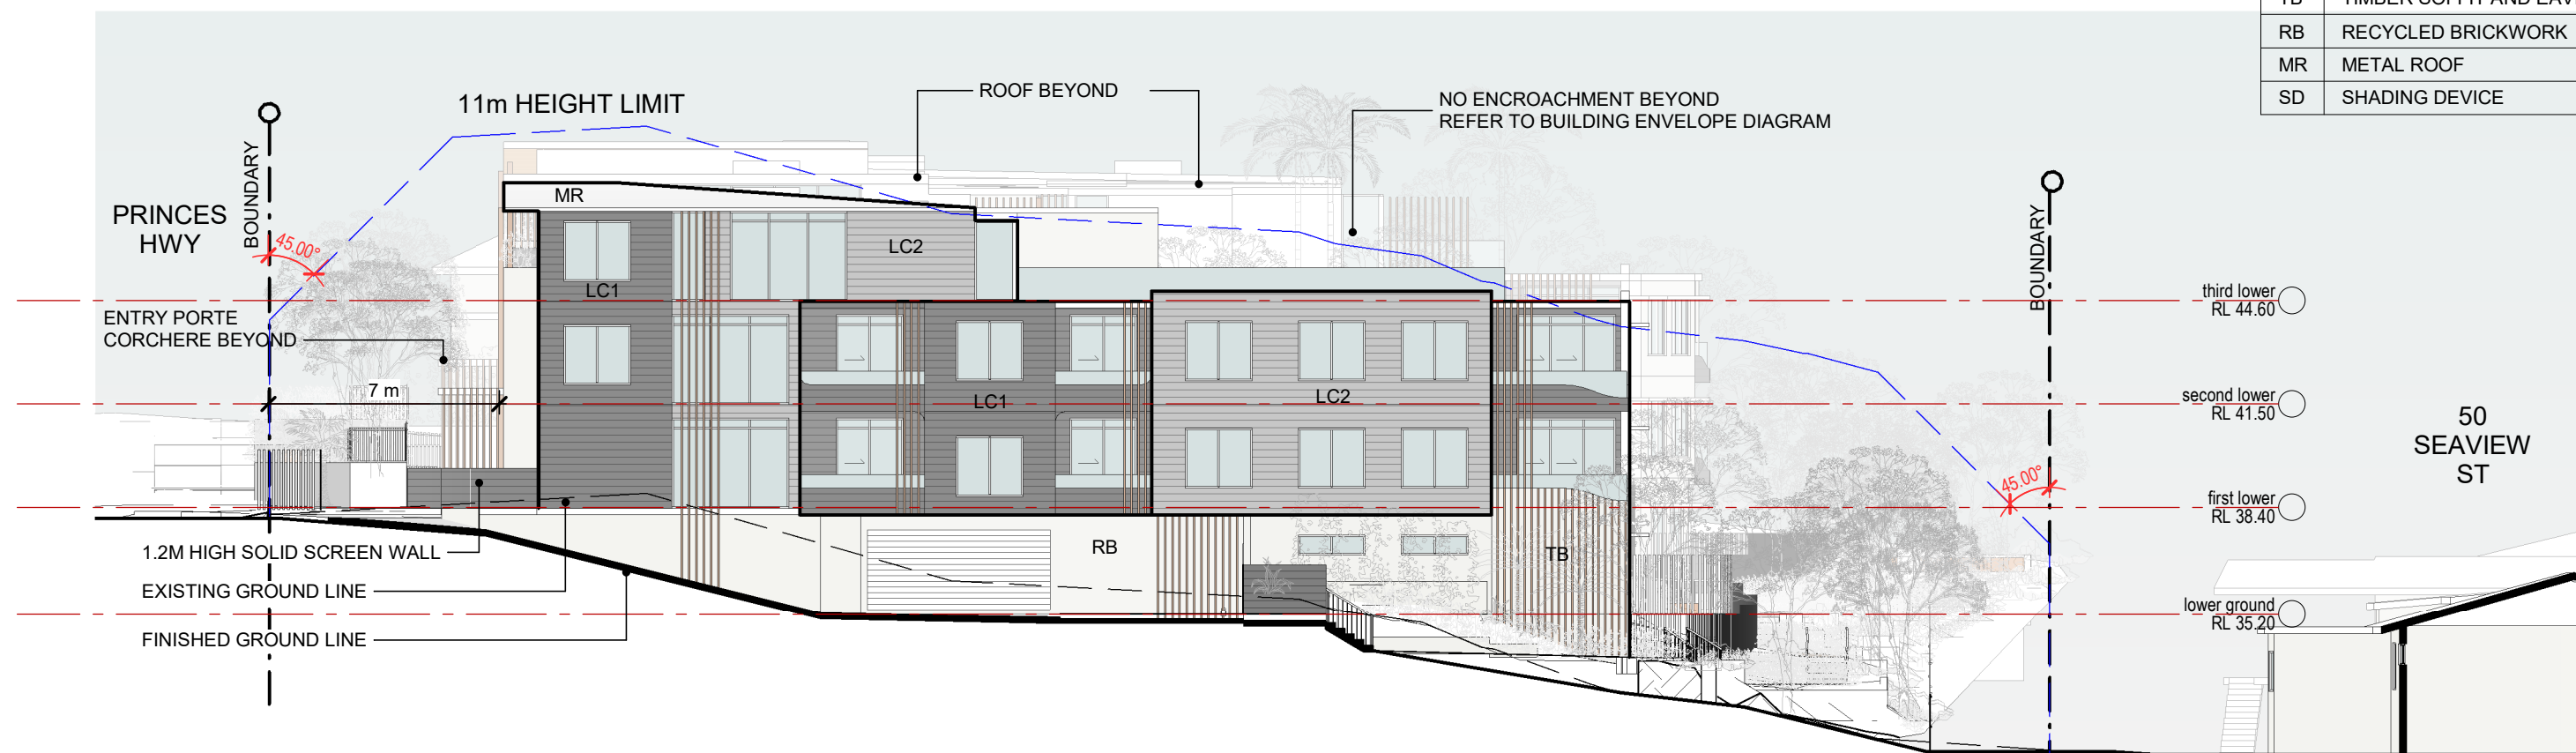 TB TIMBER SOFFIT AND
RB RECYCLED BRICKWORK
MR METAL ROOF
SD SHADING DEVICE
11m HEIGHT LIMIT
ROOF BEYOND
NO ENCROACHMENT BEYOND
REFER TO BUILDING ENVELOPE DIAGRAM
BOUNDARY
PRINCES
HWY
45.00°
MR
LC2
LC1
BOUNDARY
third lower
RL 44.60
ENTRY PORTE
CORCHERE BEYOND
7 m
LC1
LC2
second lower
RL 41.50
50
SEAVIEW
ST
45.00°
first lower
RL 38.40
1.2M HIGH SOLID SCREEN WALL
RB
TB
EXISTING GROUND LINE
lower ground
RL 35.20
FINISHED GROUND LINE